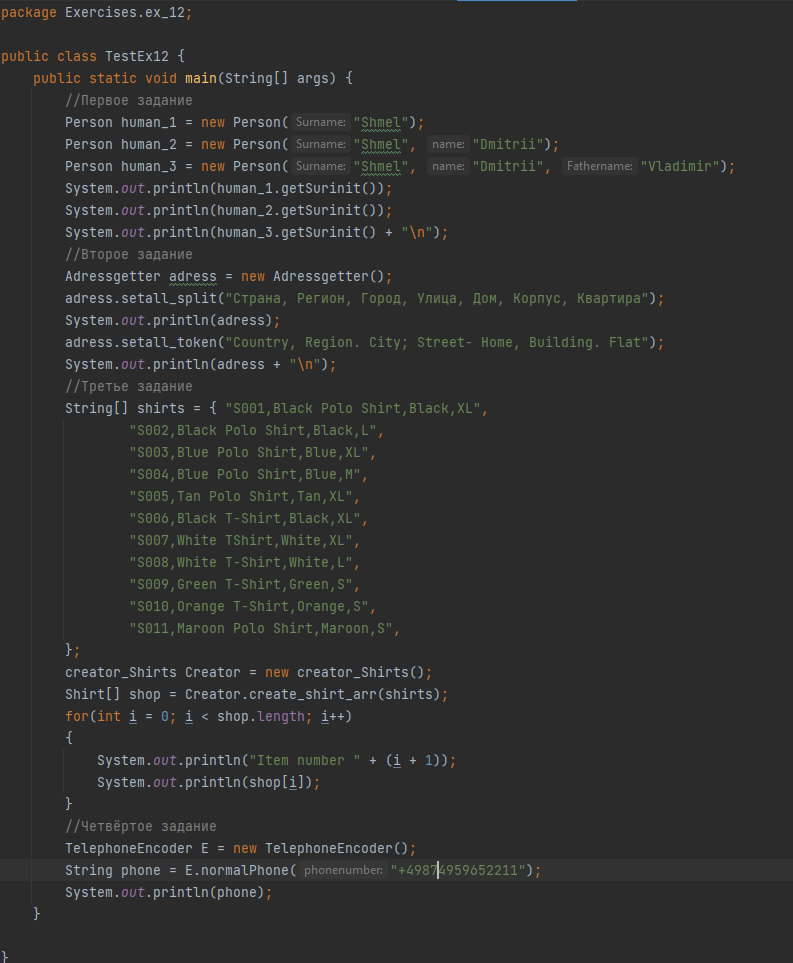 package Exercises.ex_12;
public class TestEx12 {
public static void main(String[] args) {
//Первое задание
Person human_1 = new Person( Surname: "Shmel");
Person human_2 = new Person( Surname: "Shmel", name: "Dmitrii");
Person human_3 = new Person( Surname: "Shmel", name: "Dmitrii", Fathername: "Vladimir");
System.out.println(human_1.getSurinit());
System.out.println(human_2.getSurinit());
System.out.println(human_3.getSurinit() + "\n");
//Второе задание
Adressgetter adress = new Adressgetter();
adress.setall_split("Страна, Регион, Город, Улица, Дом, Корпус, Квартира");
System.out.println(adress);
adress.setall_token("Country, Region. City; Street- Home, Building. Flat");
System.out.println(adress + "\n");
//Третье задание
String[] shirts = { "S001,Black Polo Shirt,Black,XL",
"S002,Black Polo Shirt,Black,L",
"S003,Blue Polo Shirt,Blue,XL",
"S004,Blue Polo Shirt,Blue,M",
"S005,Tan Polo Shirt,Tan,XL",
"S006,Black T-Shirt,Black,XL",
"S007,White TShirt,White,XL",
"S008,White T-Shirt,White,L",
"S009,Green T-Shirt,Green,S",
"S010,Orange T-Shirt,Orange,S",
"S011,Maroon Polo Shirt,Maroon,S",
};
creator_Shirts Creator = new creator_Shirts();
Shirt[] shop = Creator.create_shirt_arr(shirts);
for(int i = 0; i < shop.length; i++)
{
System.out.println("Item number " + (i + 1));
System.out.println(shop[i]);
}
//Четвёртое задание
TelephoneEncoder E = new TelephoneEncoder();
String phone = E.normalPhone( phonenumber: "+49874959652211");
System.out.println(phone);
}
}